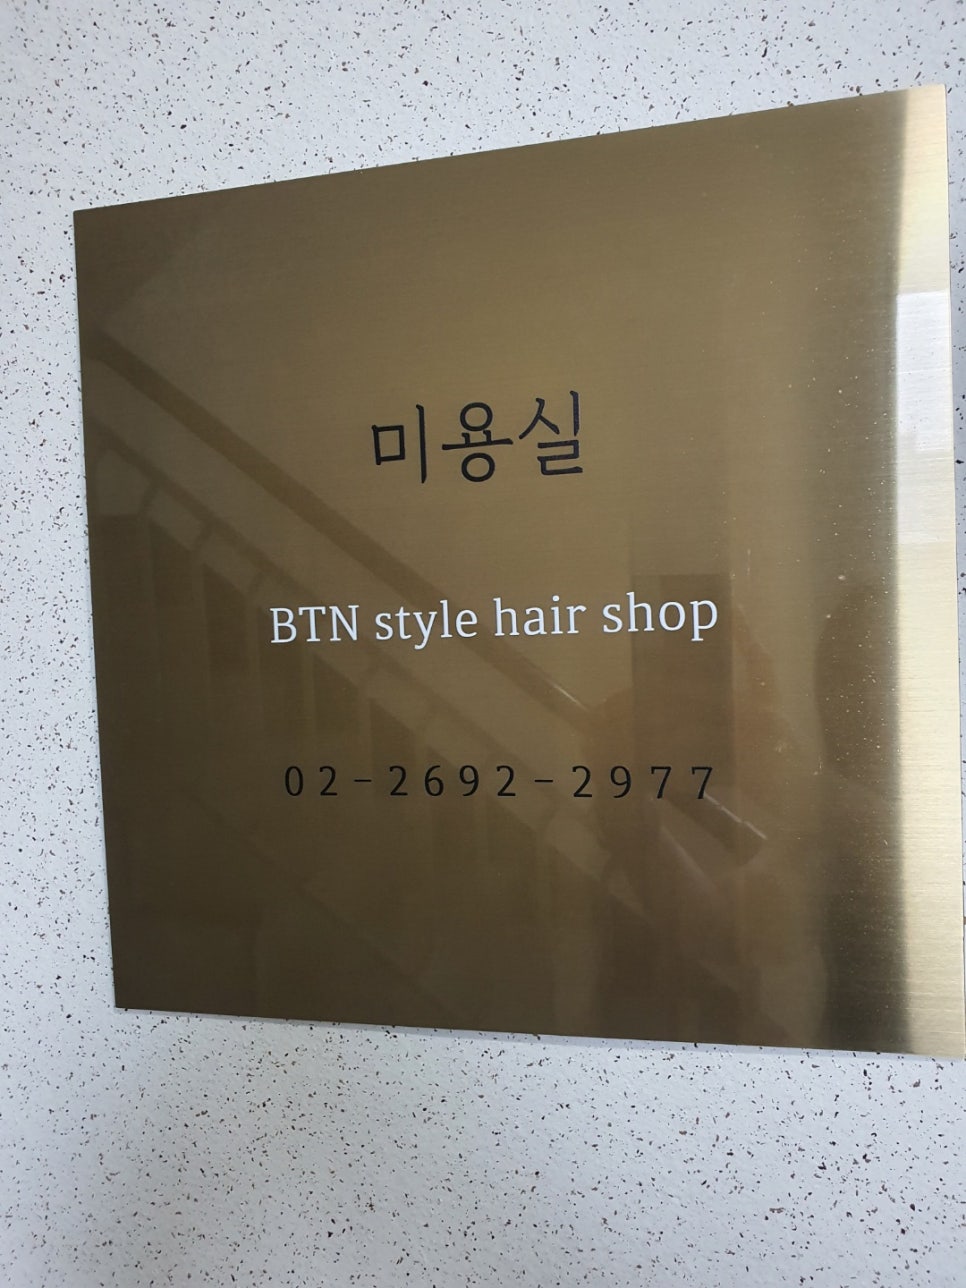 미용실
BTN style hair shop
02-2692-2977